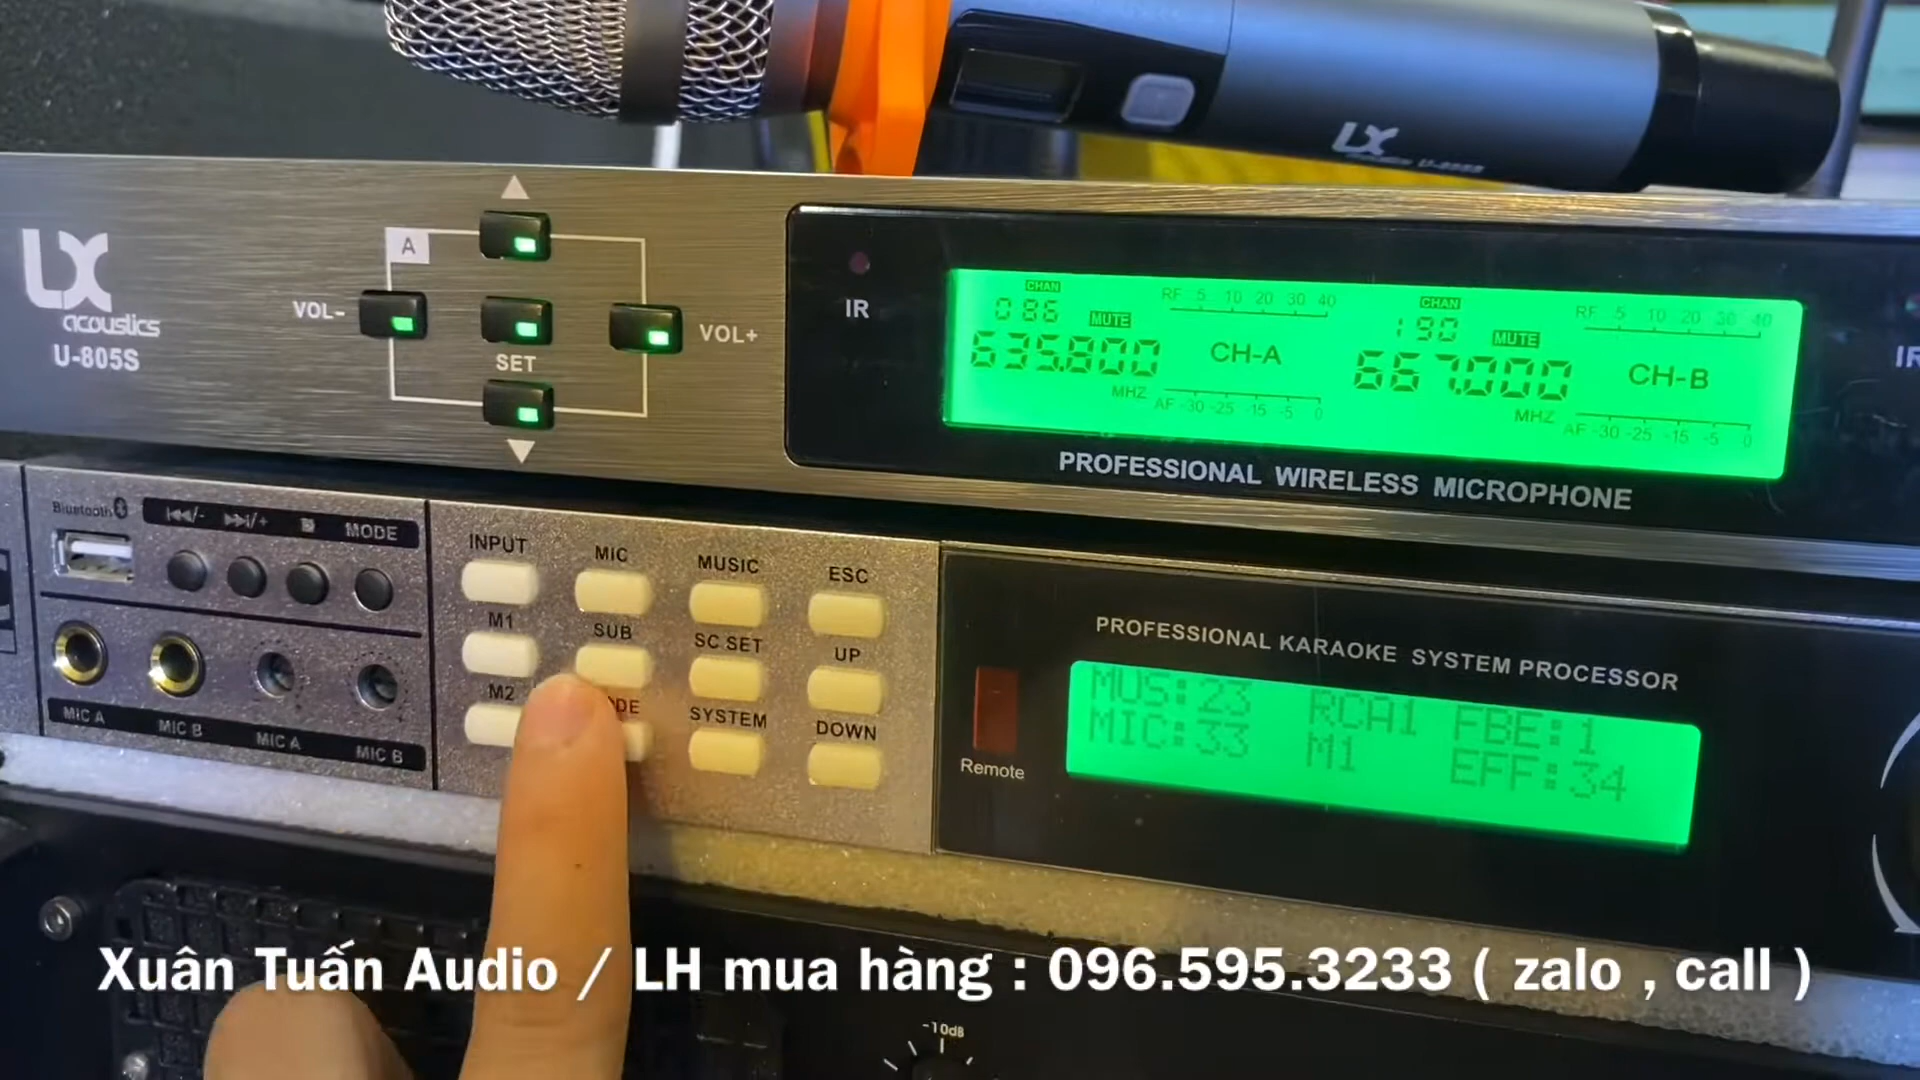 LX
LX
acoustics
U-805S
A
VOL-
VOL+
SET
IR
CHAN
086
MUTE
635.800
MHZ
RF 5 10 20 30 40
CH-A
AF -30 -25 -15 -5 0
CHAN
190
MUTE
667.000
MHZ
RF 5 10 20 30 40
CH-B
AF -30 -25 -15 -5 0
PROFESSIONAL WIRELESS MICROPHONE
Bluetooth
MODE
MIC A
MIC B
MIC A
MIC B
INPUT
MIC
MUSIC
ESC
M1
SUB
SC SET
UP
M2
SYSTEM
DOWN
PROFESSIONAL KARAOKE SYSTEM PROCESSOR
Remote
MUS:23 RCA1 FBE:1
MIC:33 M1 EFF:34
Xuân Tuấn Audio / LH mua hàng : 096.595.3233 ( zalo , call )
-10dB